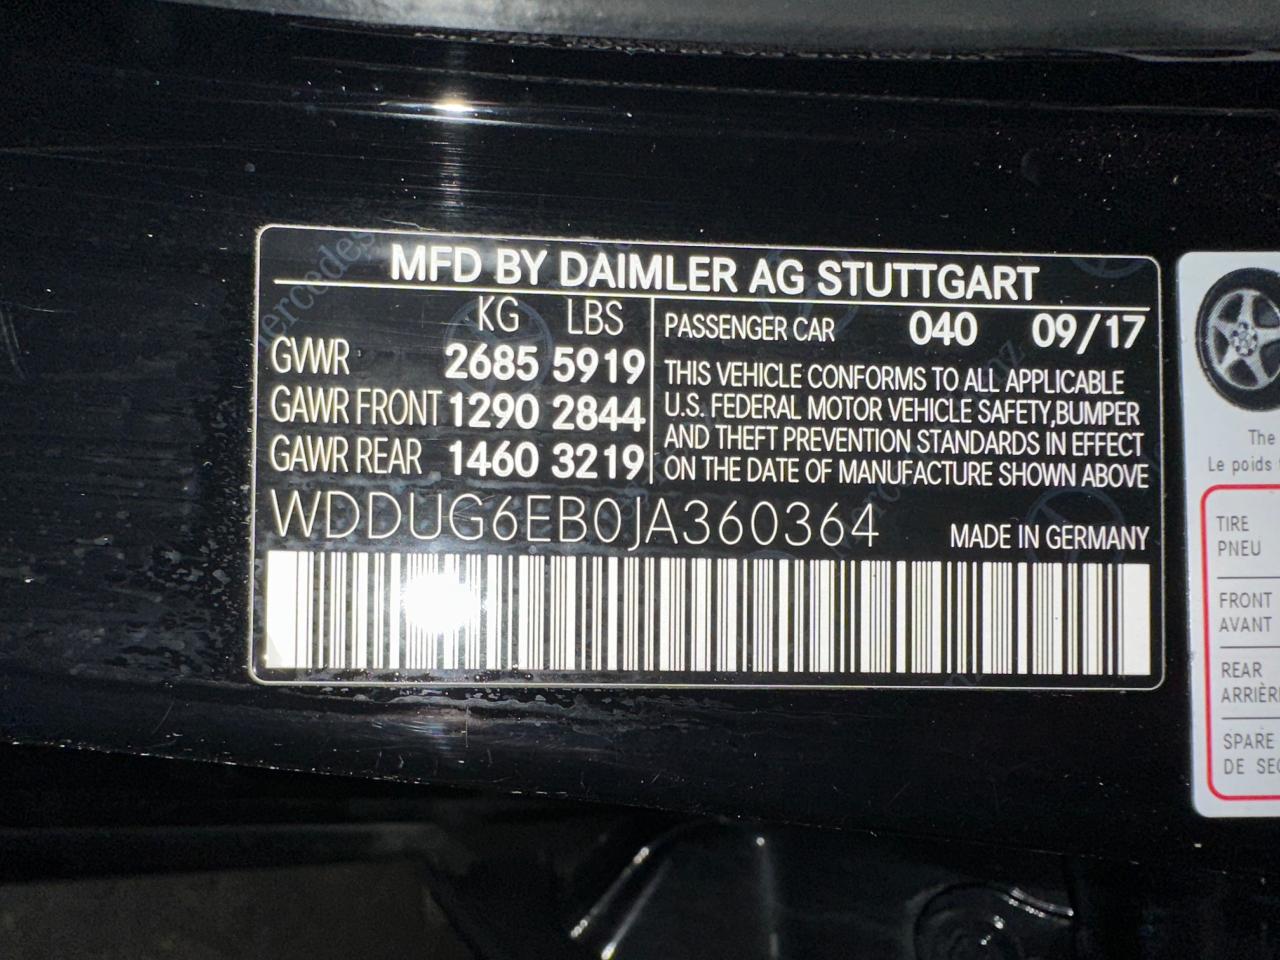 MFD BY DAIMLER AG STUTTGART
KG LBS
GVWR 2685 5919
GAWR FRONT 1290 2844
GAWR REAR 1460 3219
PASSENGER CAR 040 09/17
THIS VEHICLE CONFORMS TO ALL APPLICABLE
U.S. FEDERAL MOTOR VEHICLE SAFETY,BUMPER
AND THEFT PREVENTION STANDARDS IN EFFECT
ON THE DATE OF MANUFACTURE SHOWN ABOVE
WDDUG6EB0JA360364 MADE IN GERMANY
The
Le poids
TIRE
PNEU
FRONT
AVANT
REAR
SPARE
DE